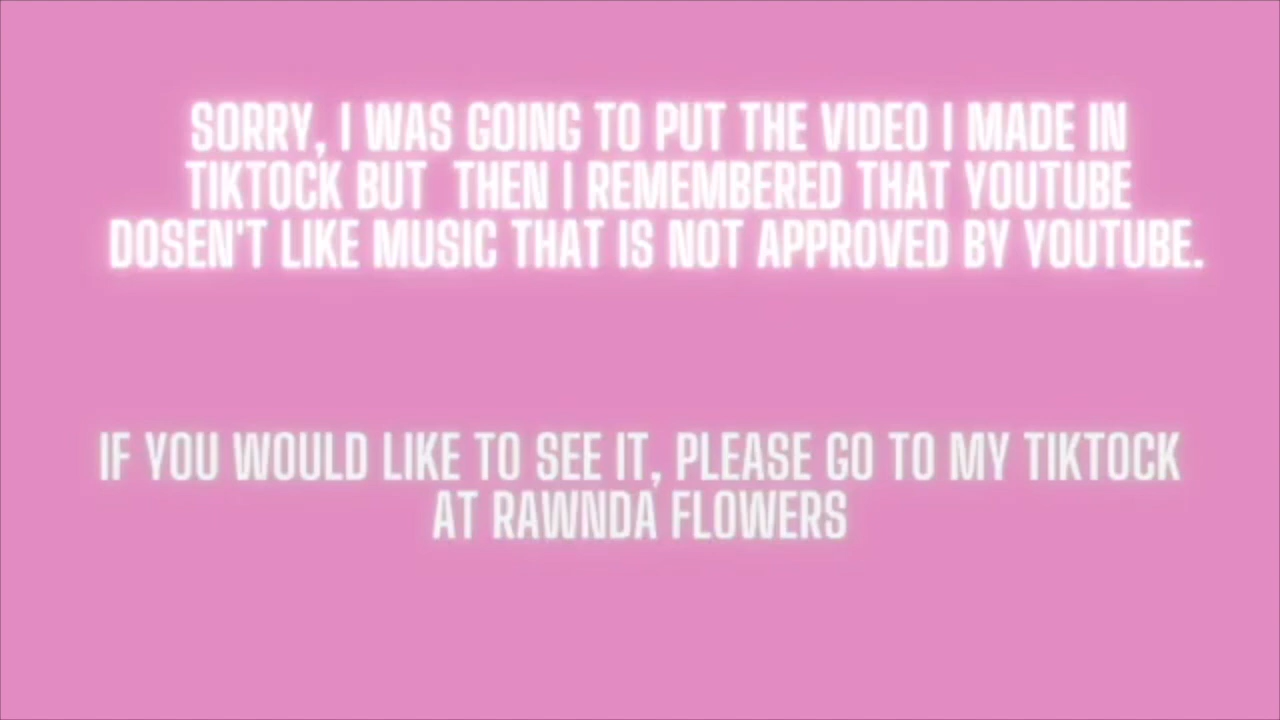 SORRY, I WAS GOING TO PUT THE VIDEO I MADE IN
TIKTOCK BUT  THEN I REMEMBERED THAT YOUTUBE
DOSEN'T LIKE MUSIC THAT IS NOT APPROVED BY YOUTUBE.
IF YOU WOULD LIKE TO SEE IT, PLEASE GO TO MY TIKTOCK
AT RAWNDA FLOWERS